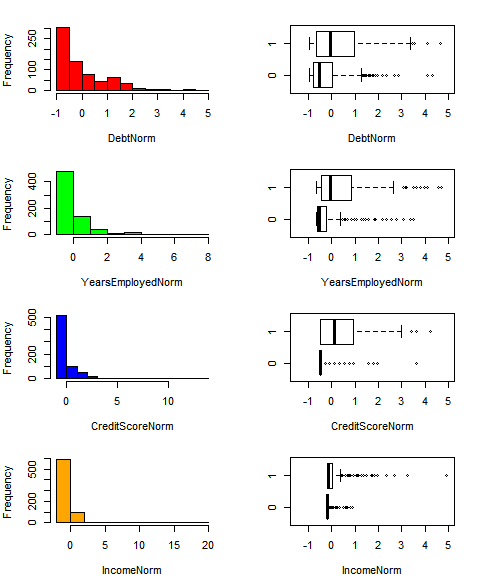 Frequency
0 100 250
-1 0 1 2 3 4 5
DebtNorm
0 1
-1 0 1 2 3 4 5
DebtNorm
Frequency
0 200 400
0 2 4 6 8
YearsEmployedNorm
0 1
-1 0 1 2 3 4 5
YearsEmployedNorm
Frequency
0 200 500
0 5 10
CreditScoreNorm
0 1
-1 0 1 2 3 4 5
CreditScoreNorm
Frequency
0 200 500
0 5 10 15 20
IncomeNorm
0 1
-1 0 1 2 3 4 5
IncomeNorm